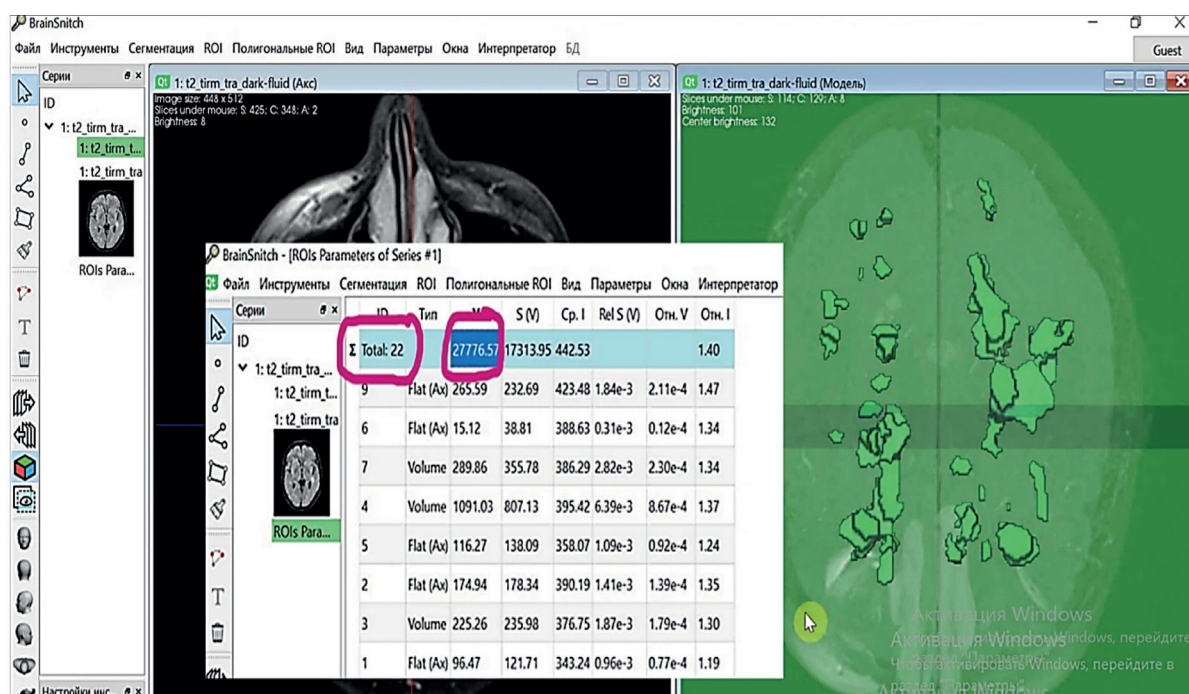 BrainSnitch
Файл Инструменты Сегментация ROI Полигональные ROI Вид Параметры Окна Интерпретатор БД
Guest
Серии
ID
1: t2_tirm_tra_...
1: t2_tirm_t...
1: t2_tirm_tra
ROIs Para...
Qt 1: t2_tirm_tra_dark-fluid (Акс)
Image size: 448 x 512
Slices under mouse: S: 425; C: 348; A: 2
Brightness: 8
Qt 1: t2_tirm_tra_dark-fluid (Модель)
Slices under mouse: S: 114; C: 129; A: 8
Brightness: 101
Center brightness: 132
BrainSnitch - [ROIs Parameters of Series #1]
Qt Файл Инструменты Сегментация ROI Полигональные ROI Вид Параметры Окна Интерпретатор
Серии
ID
1: t2_tirm_tra_...
1: t2_tirm_t...
1: t2_tirm_tra
ROIs Para...
ID Тип S (V) Ср. I Rel S (V) Отн. V Отн. I
Σ Total: 22 27776.57 17313.95 442.53 1.40
9 Flat (Ax) 265.59 232.69 423.48 1.84e-3 2.11e-4 1.47
6 Flat (Ax) 15.12 38.81 388.63 0.31e-3 0.12e-4 1.34
7 Volume 289.86 355.78 386.29 2.82e-3 2.30e-4 1.34
4 Volume 1091.03 807.13 395.42 6.39e-3 8.67e-4 1.37
5 Flat (Ax) 116.27 138.09 358.07 1.09e-3 0.92e-4 1.24
2 Flat (Ax) 174.94 178.34 390.19 1.41e-3 1.39e-4 1.35
3 Volume 225.26 235.98 376.75 1.87e-3 1.79e-4 1.30
1 Flat (Ax) 96.47 121.71 343.24 0.96e-3 0.77e-4 1.19
T
T
Активация Windows
Активация Windows
Windows, перейдите
Чтобы активировать Windows, перейдите в
раздел "Параметры".
Настройки инс...